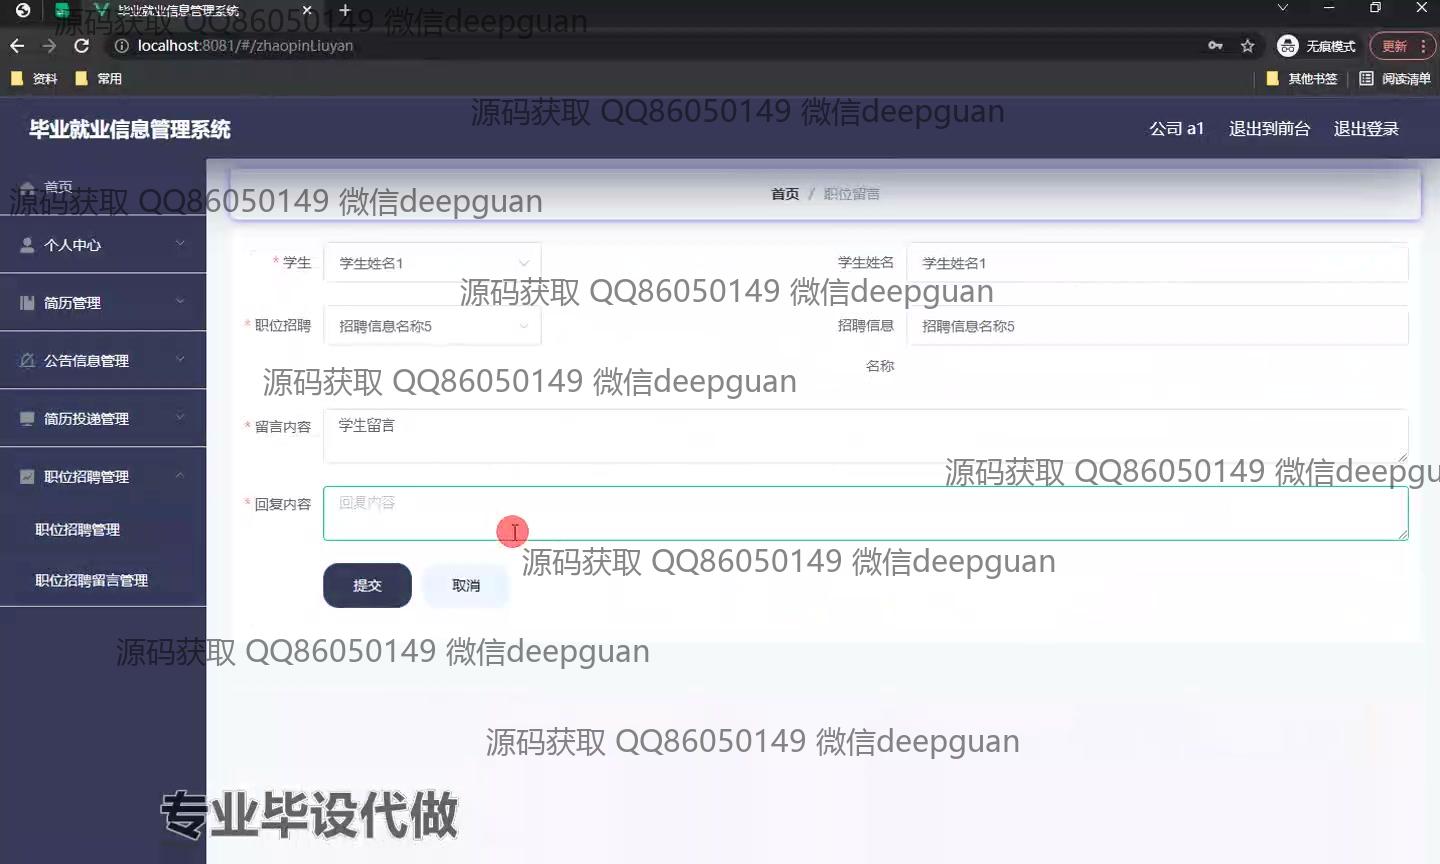 毕业就业信息管理系统
源码获取 QQ86050149 微信deepguan
localhost:8081/#/zhaopinLiuyan
无痕模式
更新
资料
常用
其他书签
阅读清单
源码获取 QQ86050149 微信deepguan
毕业就业信息管理系统
公司 a1
退出到前台
退出登录
首页
源码获取 QQ86050149 微信deepguan
首页 / 职位留言
个人中心
* 学生
学生姓名1
学生姓名
学生姓名1
源码获取 QQ86050149 微信deepguan
简历管理
* 职位招聘
招聘信息名称5
招聘信息
名称
招聘信息名称5
公告信息管理
源码获取 QQ86050149 微信deepguan
简历投递管理
* 留言内容
学生留言
职位招聘管理
源码获取 QQ86050149 微信deepgu
* 回复内容
回复内容
职位招聘管理
源码获取 QQ86050149 微信deepguan
职位招聘留言管理
提交
取消
源码获取 QQ86050149 微信deepguan
源码获取 QQ86050149 微信deepguan
专业毕设代做